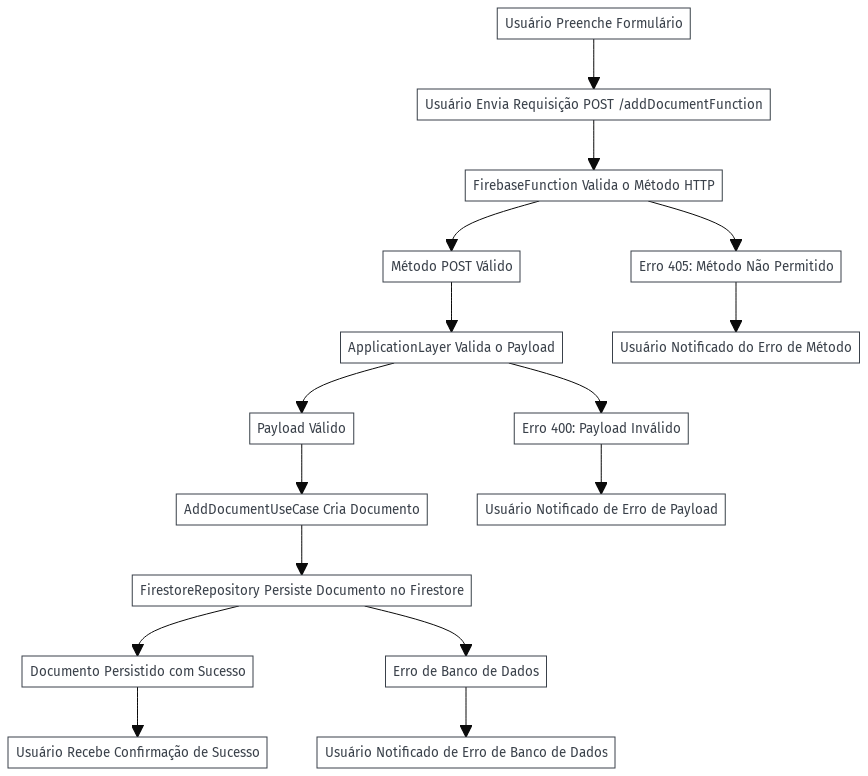 Usuário Preenche Formulário
Usuário Envia Requisição POST /addDocumentFunction
FirebaseFunction Valida o Método HTTP
Método POST Válido
Erro 405: Método Não Permitido
ApplicationLayer Valida o Payload
Usuário Notificado do Erro de Método
Payload Válido
Erro 400: Payload Inválido
AddDocumentUseCase Cria Documento
Usuário Notificado de Erro de Payload
FirestoreRepository Persiste Documento no Firestore
Documento Persistido com Sucesso
Erro de Banco de Dados
Usuário Recebe Confirmação de Sucesso
Usuário Notificado de Erro de Banco de Dados